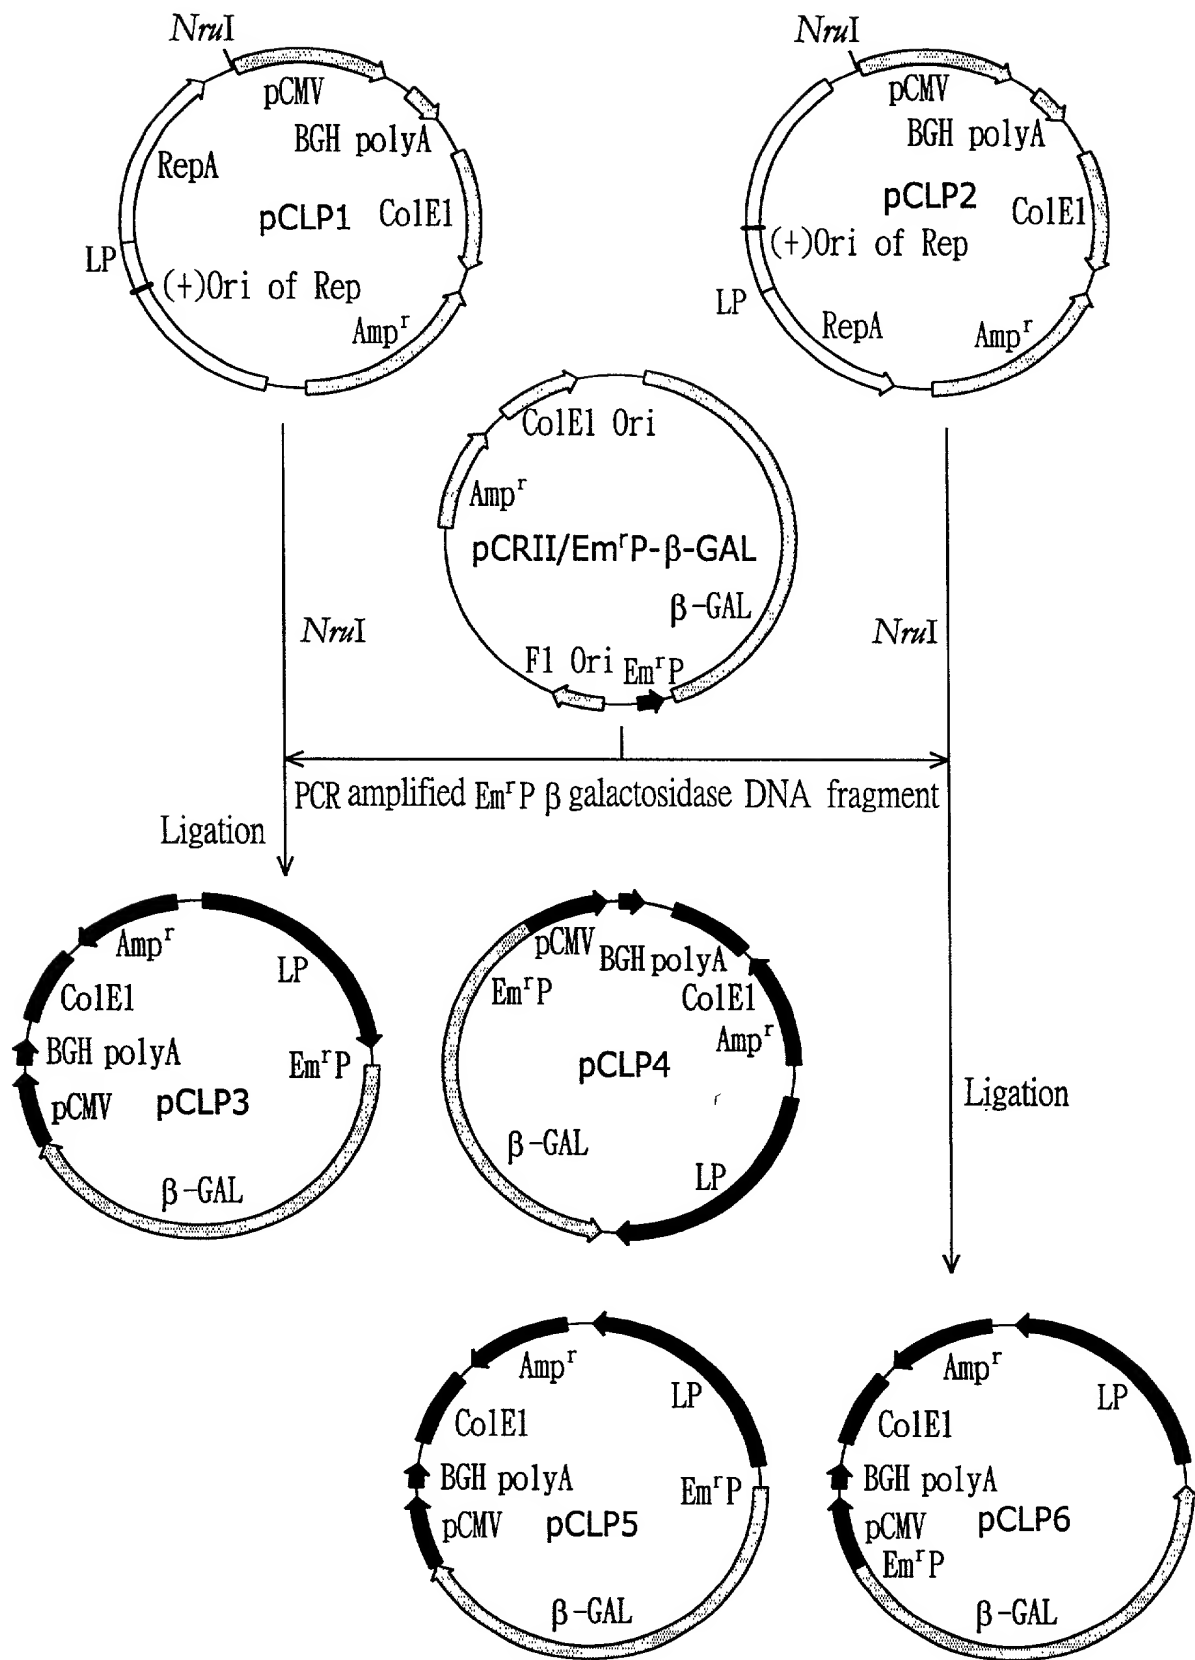 NruI
pCMV
BGH polyA
RepA
pCLP1
ColE1
LP
(+)Ori of Rep
Ampʳ
NruI
pCMV
BGH polyA
pCLP2
ColE1
(+)Ori of Rep
LP
RepA
Ampʳ
ColE1 Ori
Ampʳ
pCRII/EmʳP-β-GAL
β-GAL
F1 Ori
EmʳP
NruI
NruI
PCR amplified EmʳP β galactosidase DNA fragment
Ligation
Ampʳ
LP
ColE1
BGH polyA
EmʳP
pCMV
pCLP3
β-GAL
pCMV
BGH polyA
EmʳP
ColE1
Ampʳ
pCLP4
β-GAL
LP
Ligation
Ampʳ
LP
ColE1
BGH polyA
EmʳP
pCMV
pCLP5
β-GAL
Ampʳ
LP
ColE1
BGH polyA
pCMV
pCLP6
EmʳP
β-GAL